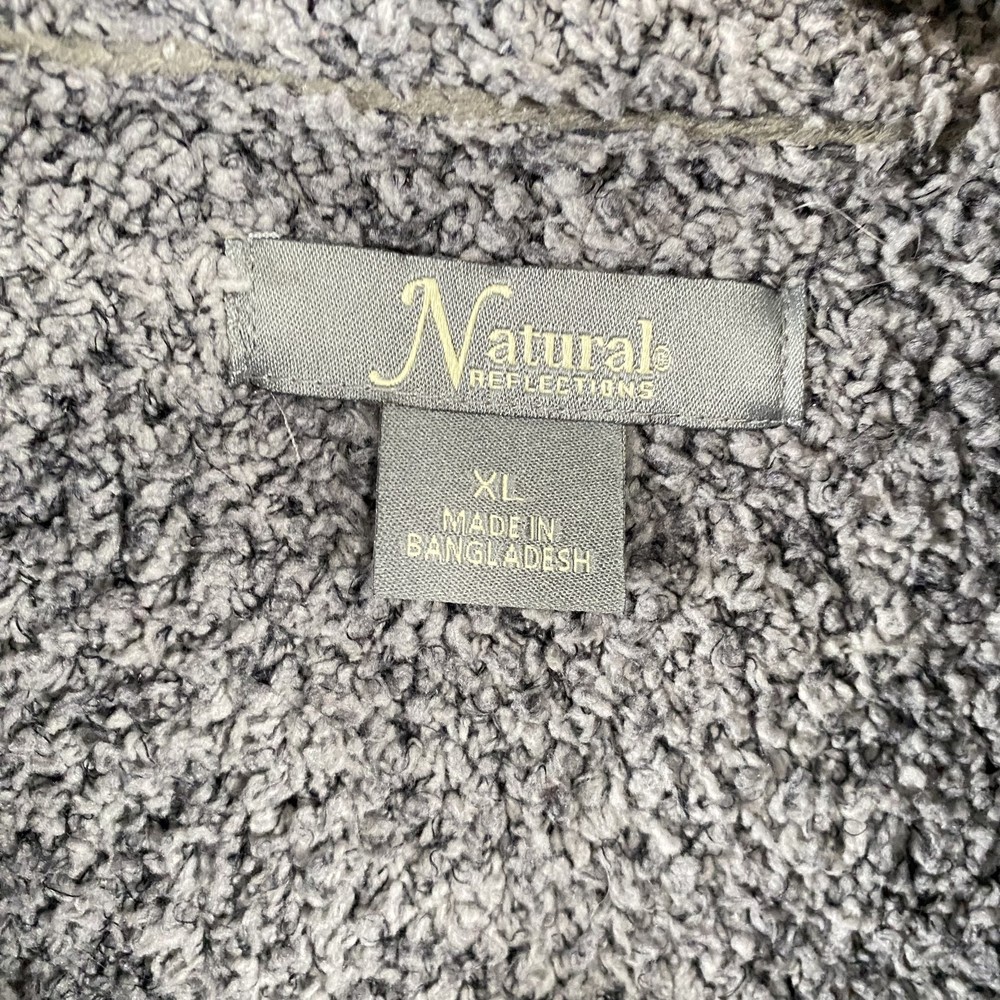 Natural®
REFLECTIONS
XL
MADE IN
BANGLADESH